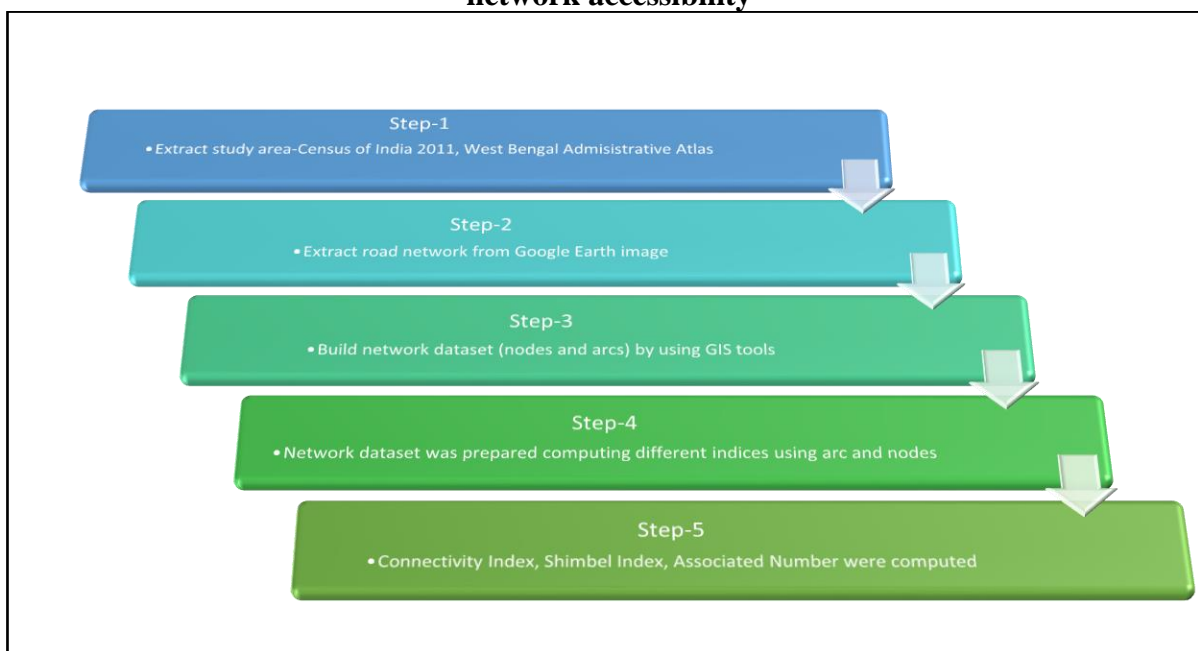 network accessibility
Step-1
•Extract study area-Census of India 2011, West Bengal Admisistrative Atlas
Step-2
•Extract road network from Google Earth image
Step-3
•Build network dataset (nodes and arcs) by using GIS tools
Step-4
•Network dataset was prepared computing different indices using arc and nodes
Step-5
•Connectivity Index, Shimbel Index, Associated Number were computed